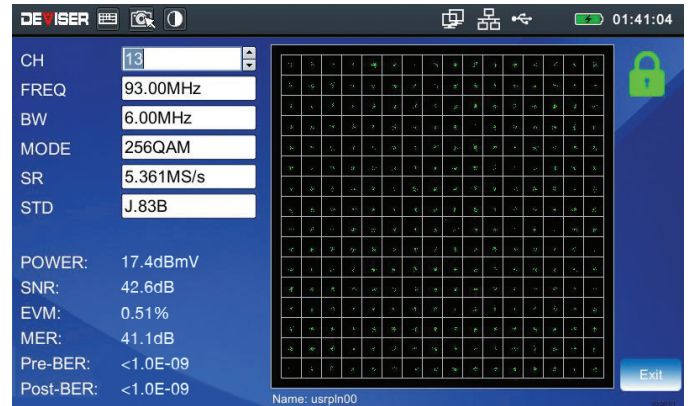 DEVISER
01:41:04
CH 13
FREQ 93.00MHz
BW 6.00MHz
MODE 256QAM
SR 5.361MS/s
STD J.83B
POWER: 17.4dBmV
SNR: 42.6dB
EVM: 0.51%
MER: 41.1dB
Pre-BER: <1.0E-09
Post-BER: <1.0E-09
Exit
Name: usrpln00